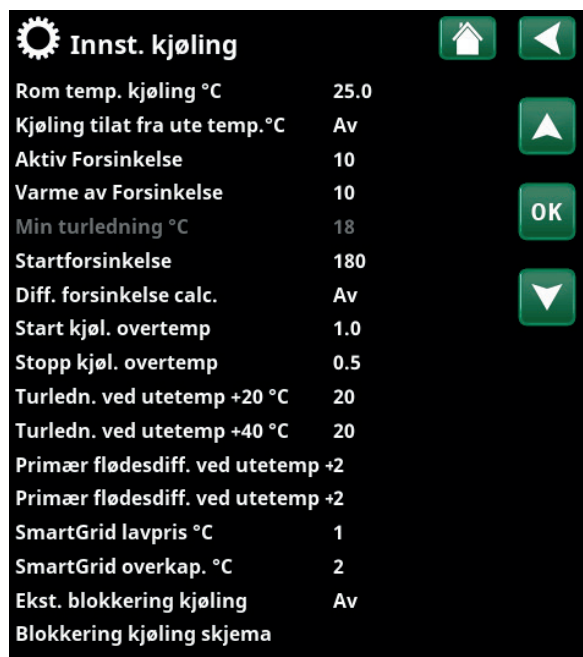 Innst. kjøling
Rom temp. kjøling °C 25.0
Kjøling tilat fra ute temp.°C Av
Aktiv Forsinkelse 10
Varme av Forsinkelse 10
Min turledning °C 18
OK
Startforsinkelse 180
Diff. forsinkelse calc. Av
Start kjøl. overtemp 1.0
Stopp kjøl. overtemp 0.5
Turledn. ved utetemp +20 °C 20
Turledn. ved utetemp +40 °C 20
Primær flødesdiff. ved utetemp +2
Primær flødesdiff. ved utetemp +2
SmartGrid lavpris °C 1
SmartGrid overkap. °C 2
Ekst. blokkering kjøling Av
Blokkering kjøling skjema